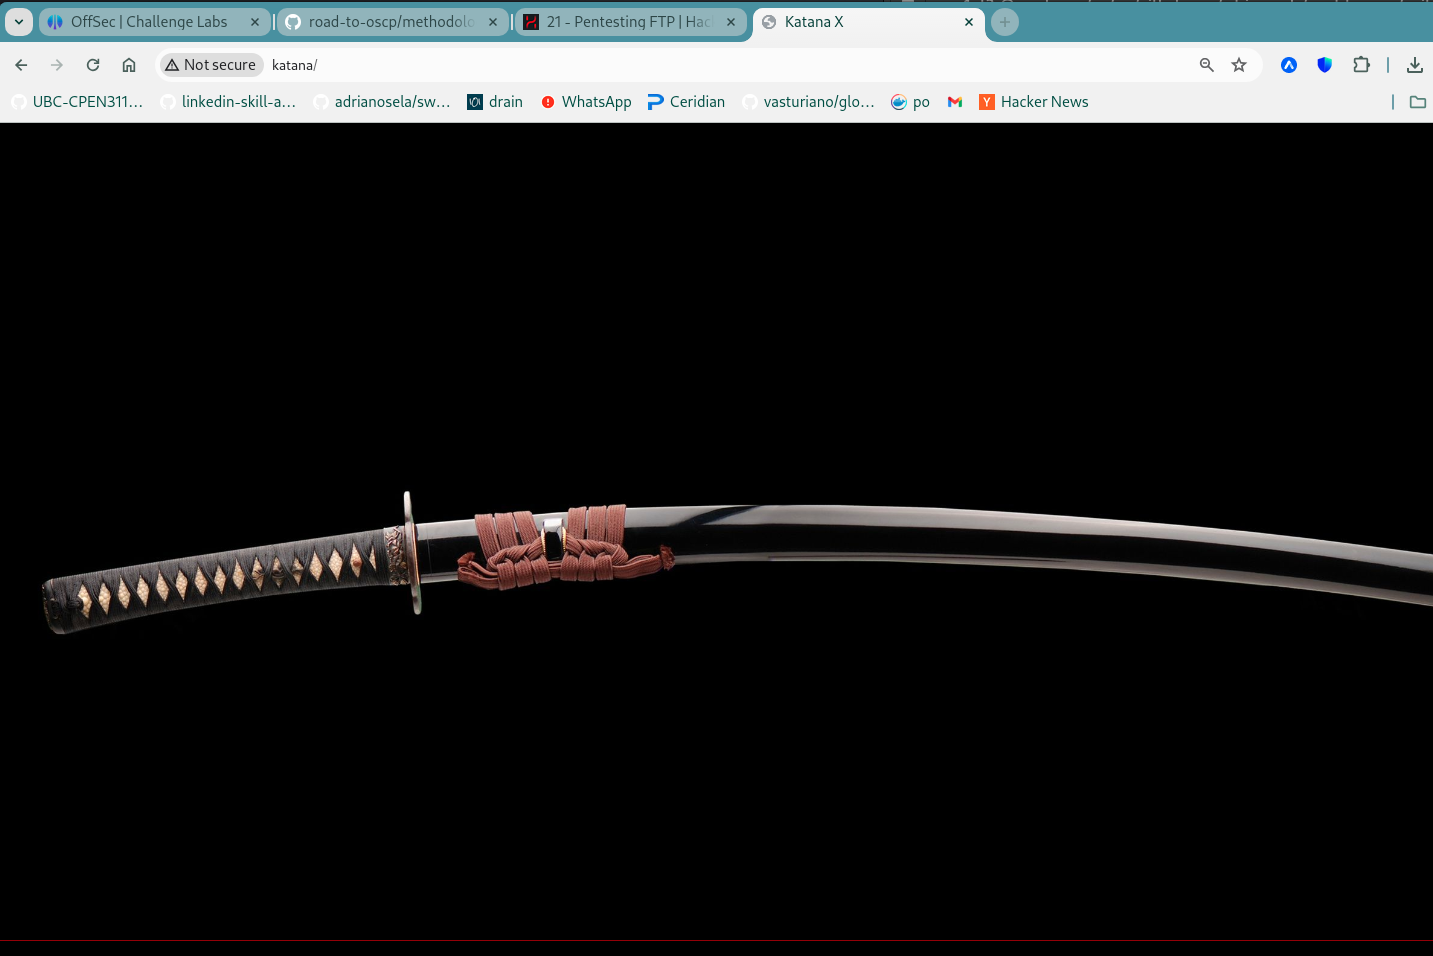 OffSec | Challenge Labs
road-to-oscp/methodolo
21 - Pentesting FTP | Hac
Katana X
Not secure
katana/
UBC-CPEN311...
linkedin-skill-a...
adrianosela/sw...
drain
WhatsApp
Ceridian
vasturiano/glo...
po
Hacker News